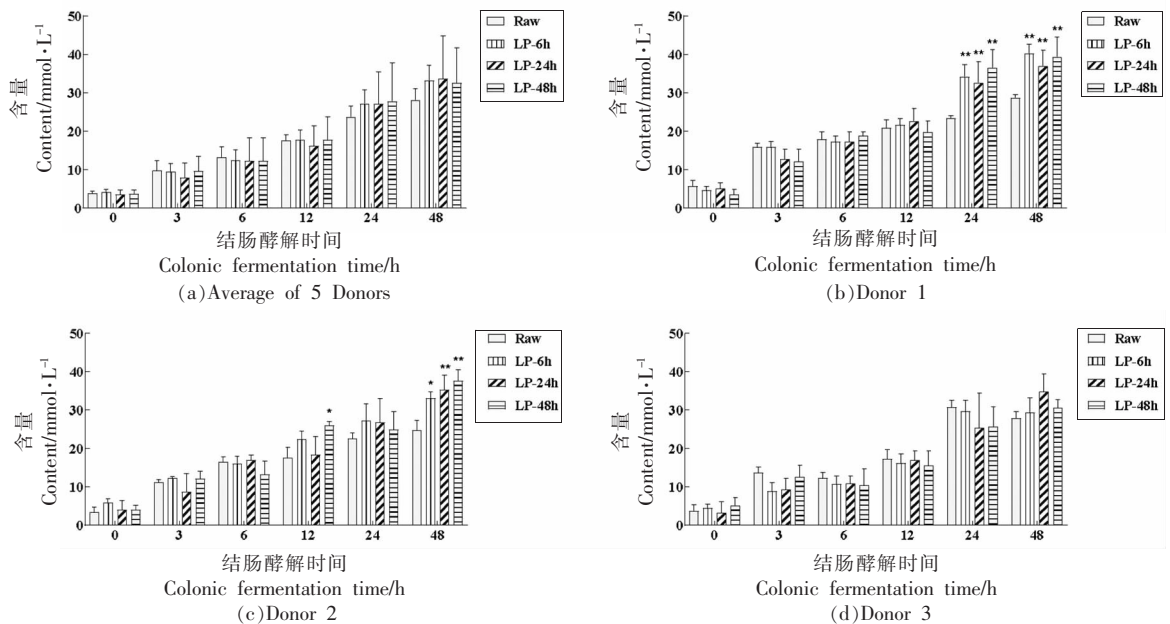 50
40
30
20
10
0
含量
Content/mmol·L⁻¹
Raw
LP-6h
LP-24h
LP-48h
0 3 6 12 24 48
结肠酵解时间
Colonic fermentation time/h
(a)Average of 5 Donors
50
40
30
20
10
0
含量
Content/mmol·L⁻¹
** ** ** ** ** **
Raw
LP-6h
LP-24h
LP-48h
0 3 6 12 24 48
结肠酵解时间
Colonic fermentation time/h
(b)Donor 1
50
40
30
20
10
0
含量
Content/mmol·L⁻¹
* * ** **
Raw
LP-6h
LP-24h
LP-48h
0 3 6 12 24 48
结肠酵解时间
Colonic fermentation time/h
(c)Donor 2
50
40
30
20
10
0
含量
Content/mmol·L⁻¹
Raw
LP-6h
LP-24h
LP-48h
0 3 6 12 24 48
结肠酵解时间
Colonic fermentation time/h
(d)Donor 3